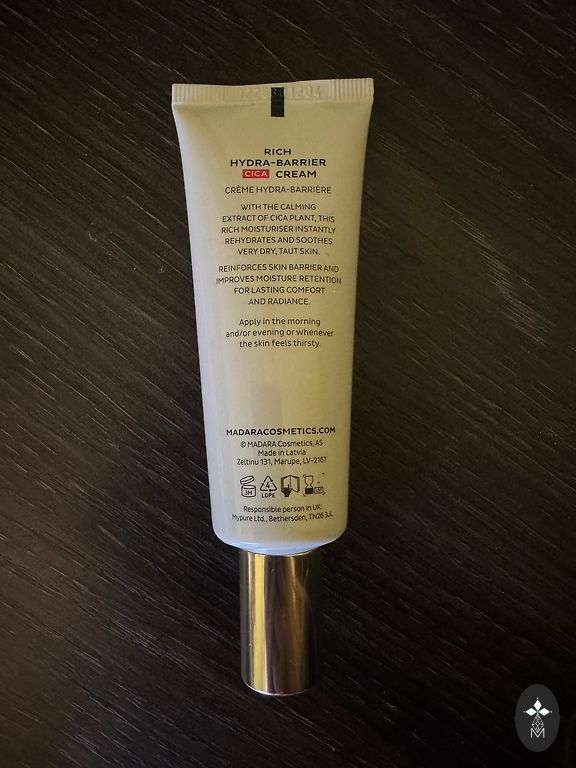 RICH
HYDRA-BARRIER
CICA CREAM
CRÈME HYDRA-BARRIÈRE
WITH THE CALMING
EXTRACT OF CICA PLANT, THIS
RICH MOISTURISER INSTANTLY
REHYDRATES AND SOOTHES
VERY DRY, TAUT SKIN.
REINFORCES SKIN BARRIER AND
IMPROVES MOISTURE RETENTION
FOR LASTING COMFORT
AND RADIANCE.
Apply in the morning
and/or evening or whenever
the skin feels thirsty.
MADARACOSMETICS.COM
© MADARA Cosmetics, AS
Made in Latvia
Zeltinu 131, Marupe, LV-2167
3M
4
LDPE
Responsible person in UK:
Mypure Ltd., Bethersden, TN26 3JL